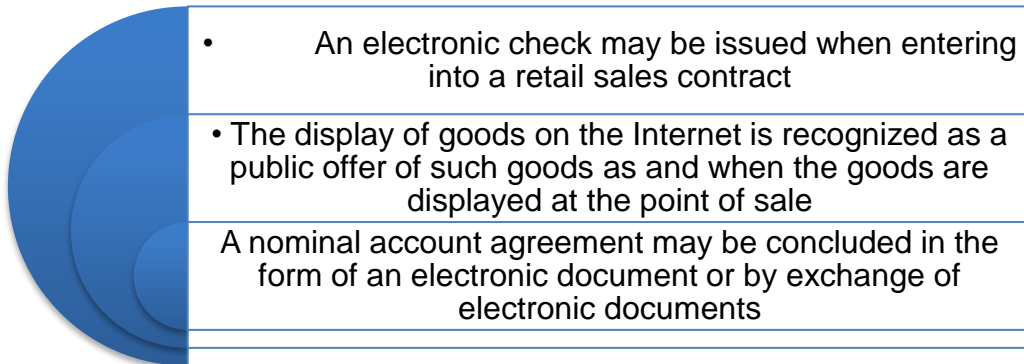 • An electronic check may be issued when entering
into a retail sales contract
• The display of goods on the Internet is recognized as a
public offer of such goods as and when the goods are
displayed at the point of sale
A nominal account agreement may be concluded in the
form of an electronic document or by exchange of
electronic documents